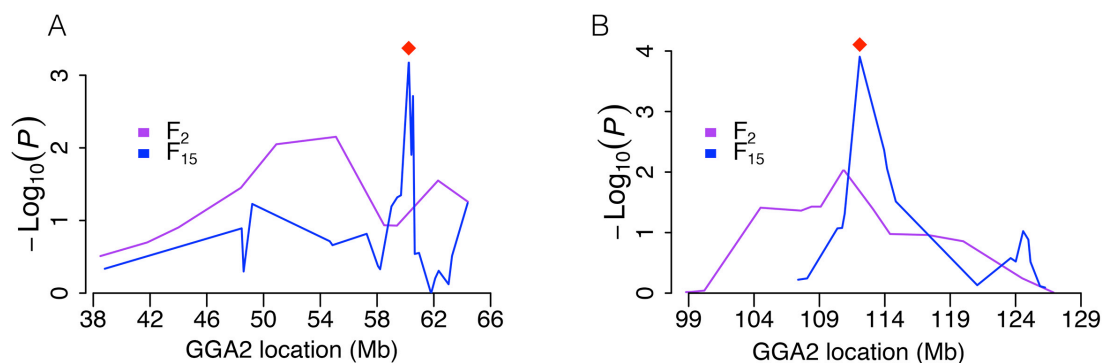 A
−Log₁₀(P)
3
2
1
0
F₂
F₁₅
38 42 46 50 54 58 62 66
GGA2 location (Mb)
B
−Log₁₀(P)
4
3
2
1
0
F₂
F₁₅
99 104 109 114 119 124 129
GGA2 location (Mb)